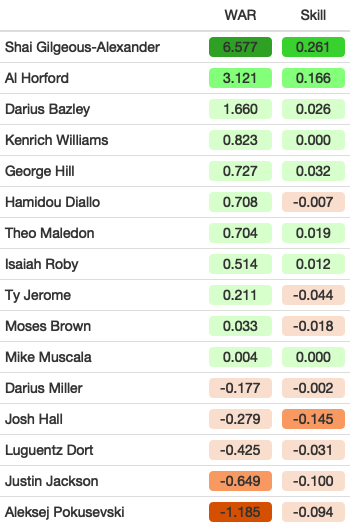 WAR Skill
Shai Gilgeous-Alexander 6.577 0.261
Al Horford 3.121 0.166
Darius Bazley 1.660 0.026
Kenrich Williams 0.823 0.000
George Hill 0.727 0.032
Hamidou Diallo 0.708 -0.007
Theo Maledon 0.704 0.019
Isaiah Roby 0.514 0.012
Ty Jerome 0.211 -0.044
Moses Brown 0.033 -0.018
Mike Muscala 0.004 0.000
Darius Miller -0.177 -0.002
Josh Hall -0.279 -0.145
Luguentz Dort -0.425 -0.031
Justin Jackson -0.649 -0.100
Aleksej Pokusevski -1.185 -0.094